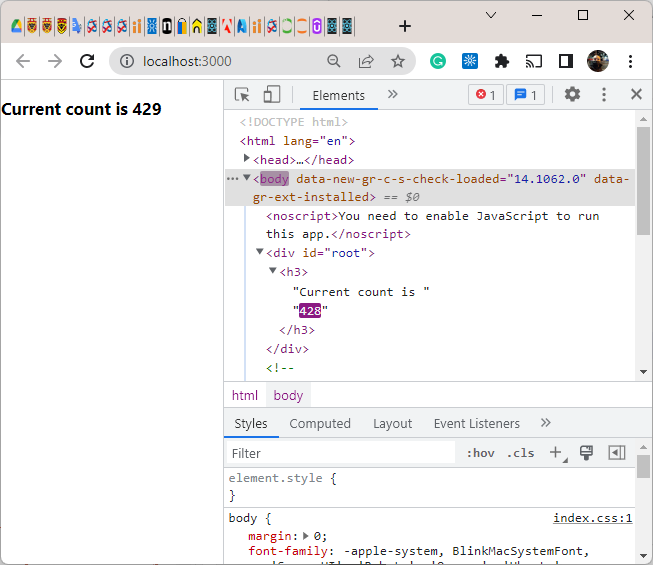 localhost:3000
Current count is 429
Elements
1
1
<!DOCTYPE html>
<html lang="en">
<head>…</head>
<body data-new-gr-c-s-check-loaded="14.1062.0" data-
gr-ext-installed> == $0
<noscript>You need to enable JavaScript to run
this app.</noscript>
<div id="root">
<h3>
"Current count is "
"428"
</h3>
</div>
<!--
html body
Styles Computed Layout Event Listeners
Filter :hov .cls
element.style {
}
body { index.css:1
margin: 0;
font-family: -apple-system, BlinkMacSystemFont,